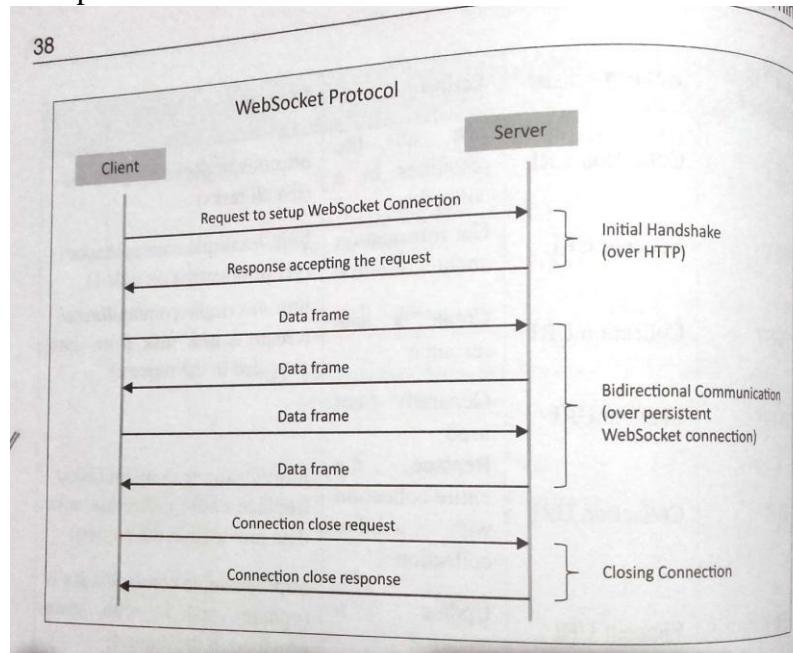 38
WebSocket Protocol
Client
Server
Request to setup WebSocket Connection
Initial Handshake
(over HTTP)
Response accepting the request
Data frame
Data frame
Bidirectional Communication
(over persistent
WebSocket connection)
Data frame
Data frame
Connection close request
Closing Connection
Connection close response